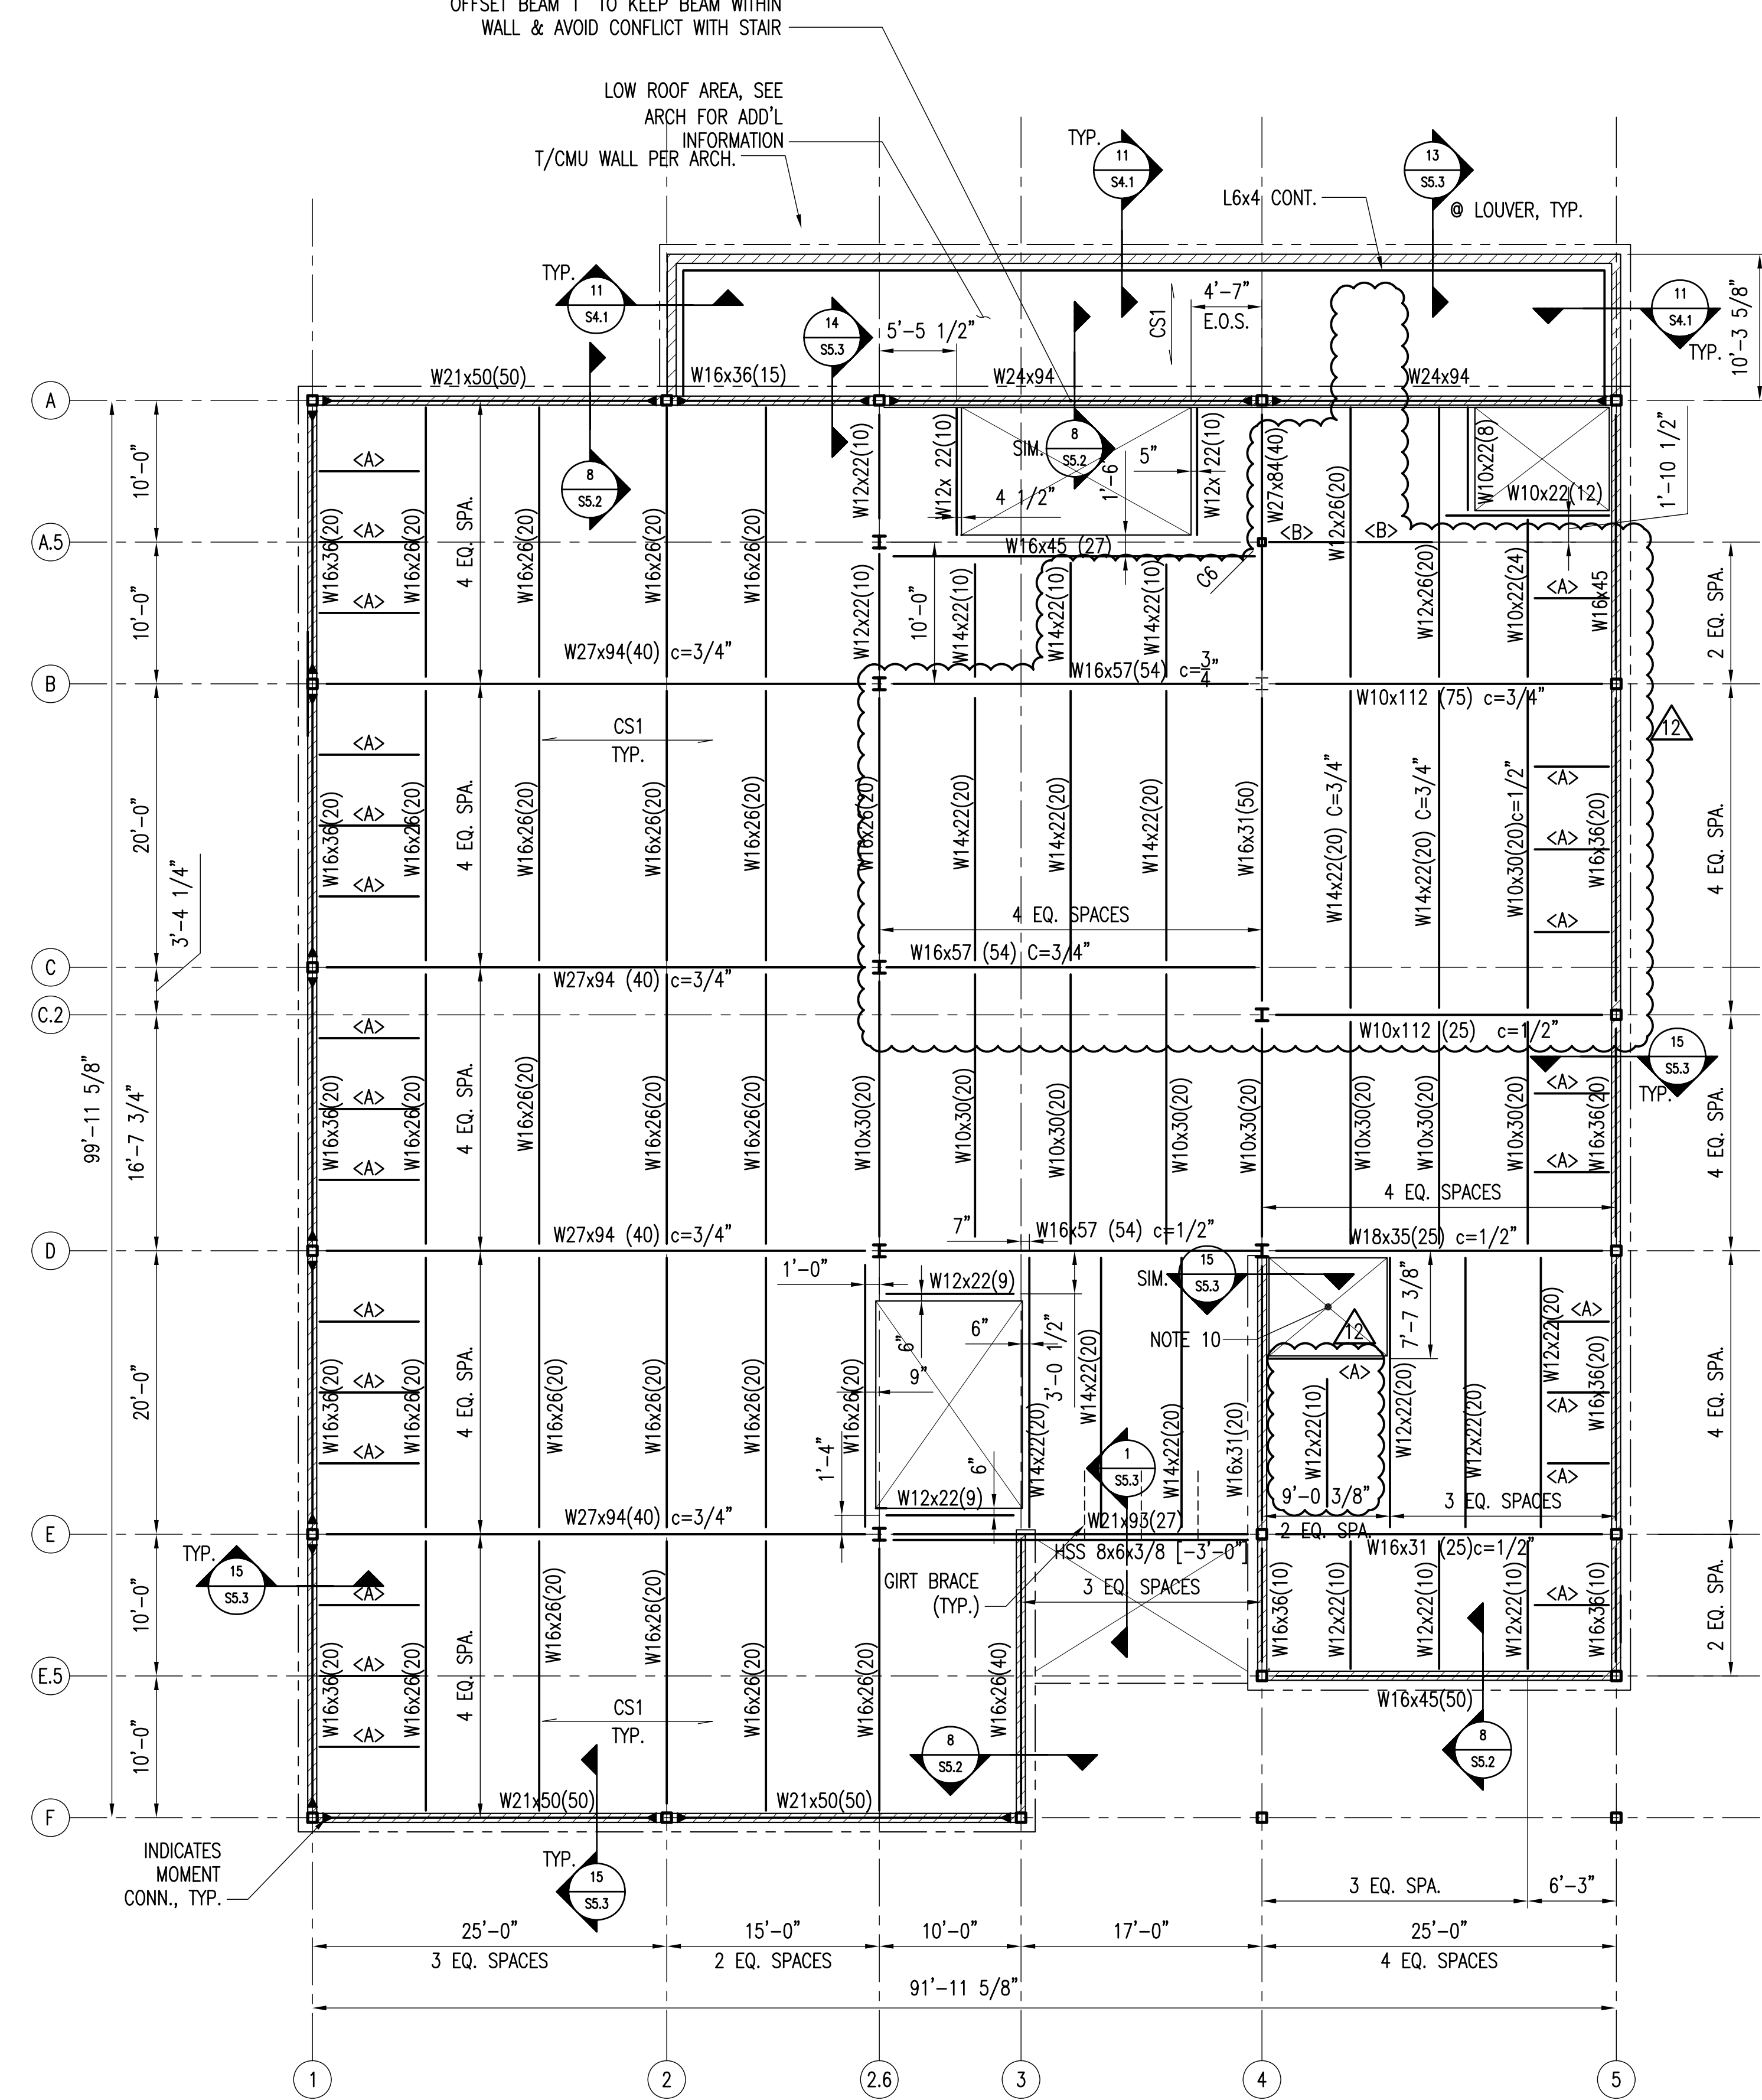 OFFSET BEAM 1" TO KEEP BEAM WITHIN
WALL & AVOID CONFLICT WITH STAIR
LOW ROOF AREA, SEE
ARCH FOR ADD'L
INFORMATION
T/CMU WALL PER ARCH.
TYP.
11
S4.1
13
S5.3
L6x4 CONT.
@ LOUVER, TYP.
TYP.
11
S4.1
14
S5.3
5'-5 1/2"
CS1
4'-7"
E.O.S.
11
S4.1
TYP.
10'-3 5/8"
W21x50(50)
W16x36(15)
W24x94
W24x94
A
10'-0"
<A>
8
S5.2
W12x22(10)
W12x 22(10)
SIM.
8
S5.2
5"
4 1/2"
1'-6"
W12x 22(10)
W27x84(40)
W12x26(20)
W10x22(8)
W10x22(12)
1'-10 1/2"
A.5
W16x36(20)
<A>
W16x26(20)
4 EQ. SPA.
W16x26(20)
W16x26(20)
W16x26(20)
W16x45 (27)
<B>
<B>
C6
10'-0"
<A>
W12x22(10)
10'-0"
W14x22(10)
W14x22(10)
W14x22(10)
W12x26(20)
W10x22(24)
<A>
W16x45
2 EQ. SPA.
W27x94(40) c=3/4"
W16x57(54) c=3/4"
B
W10x112 (75) c=3/4"
12
CS1
TYP.
<A>
<A>
20'-0"
W16x36(20)
<A>
W16x26(20)
4 EQ. SPA.
W16x26(20)
W16x26(20)
W16x26(20)
W16x26(20)
W14x22(20)
W14x22(20)
W14x22(20)
W16x31(50)
W14x22(20) C=3/4"
W14x22(20) C=3/4"
W10x30(20)c=1/2"
<A>
W16x36(20)
4 EQ. SPA.
<A>
<A>
3'-4 1/4"
4 EQ. SPACES
W16x57 (54) C=3/4"
C
W27x94 (40) c=3/4"
C.2
<A>
W10x112 (25) c=1/2"
15
S5.3
TYP.
99'-11 5/8"
16'-7 3/4"
W16x36(20)
<A>
W16x26(20)
4 EQ. SPA.
W16x26(20)
W16x26(20)
W16x26(20)
W10x30(20)
W10x30(20)
W10x30(20)
W10x30(20)
W10x30(20)
W10x30(20)
W10x30(20)
W10x30(20)
<A>
W16x36(20)
4 EQ. SPA.
<A>
<A>
4 EQ. SPACES
D
W27x94 (40) c=3/4"
7"
W16x57 (54) c=1/2"
W18x35(25) c=1/2"
1'-0"
W12x22(9)
SIM.
15
S5.3
<A>
NOTE 10
12
7'-7 3/8"
W12x22(20)
<A>
6"
6"
9"
3'-0 1/2"
W14x22(20)
<A>
20'-0"
W16x36(20)
<A>
W16x26(20)
4 EQ. SPA.
W16x26(20)
W16x26(20)
W16x26(20)
W16x26(20)
W14x22(20)
W14x22(20)
W16x31(20)
W12x22(10)
W12x22(20)
W12x22(20)
<A>
W16x36(20)
4 EQ. SPA.
<A>
1'-4"
6"
1
S5.3
<A>
W12x22(9)
9'-0 3/8"
3 EQ. SPACES
W27x94(40) c=3/4"
W21x93(27)
2 EQ. SPA.
E
TYP.
15
S5.3
HSS 8x6x3/8 [-3'-0"]
W16x31 (25)c=1/2"
GIRT BRACE
(TYP.)
3 EQ. SPACES
10'-0"
<A>
W16x26(20)
W16x26(20)
W16x36(10)
W12x22(10)
W12x22(10)
W12x22(10)
<A>
W16x36(10)
2 EQ. SPA.
E.5
W16x36(20)
<A>
W16x26(20)
4 EQ. SPA.
CS1
TYP.
W16x26(20)
W16x26(20)
W16x26(40)
W16x45(50)
10'-0"
<A>
8
S5.2
8
S5.2
W21x50(50)
W21x50(50)
F
INDICATES
MOMENT
CONN., TYP.
TYP.
15
S5.3
3 EQ. SPA.
6'-3"
25'-0"
15'-0"
10'-0"
17'-0"
25'-0"
3 EQ. SPACES
2 EQ. SPACES
4 EQ. SPACES
91'-11 5/8"
1
2
2.6
3
4
5